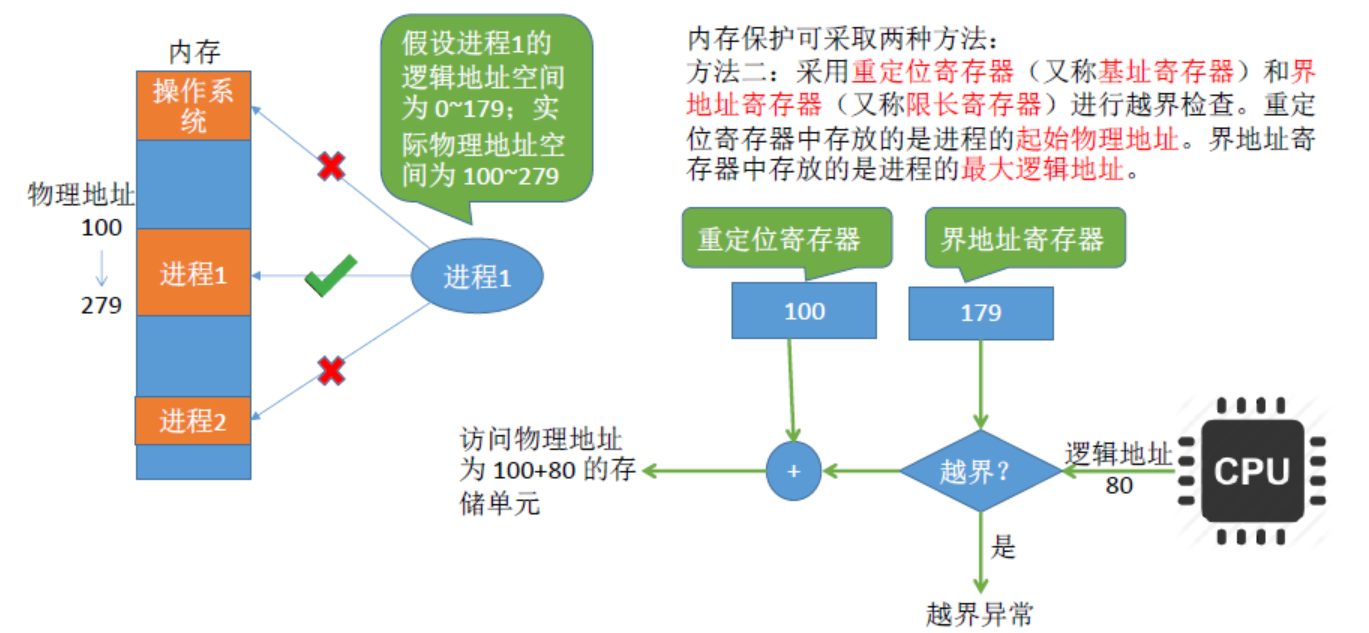 内存
操作系
统
物理地址
100
279
进程1
进程2
假设进程1的
逻辑地址空间
为 0~179；实
际物理地址空
间为 100~279
进程1
内存保护可采取两种方法：
方法二：采用重定位寄存器（又称基址寄存器）和界
地址寄存器（又称限长寄存器）进行越界检查。重定
位寄存器中存放的是进程的起始物理地址。界地址寄
存器中存放的是进程的最大逻辑地址。
重定位寄存器
界地址寄存器
100
179
访问物理地址
为 100+80 的存
储单元
+
越界？
逻辑地址
80
CPU
是
越界异常